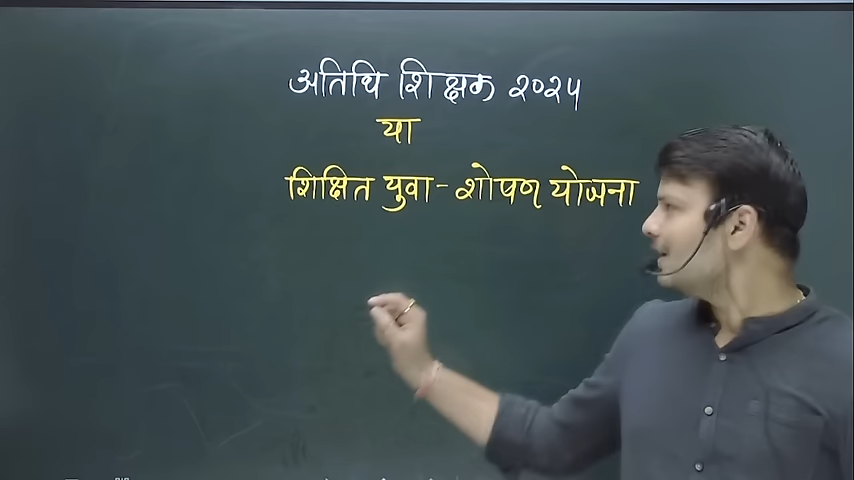 अतिथि शिक्षक २०२५
या
शिक्षित युवा - शोषण योजना